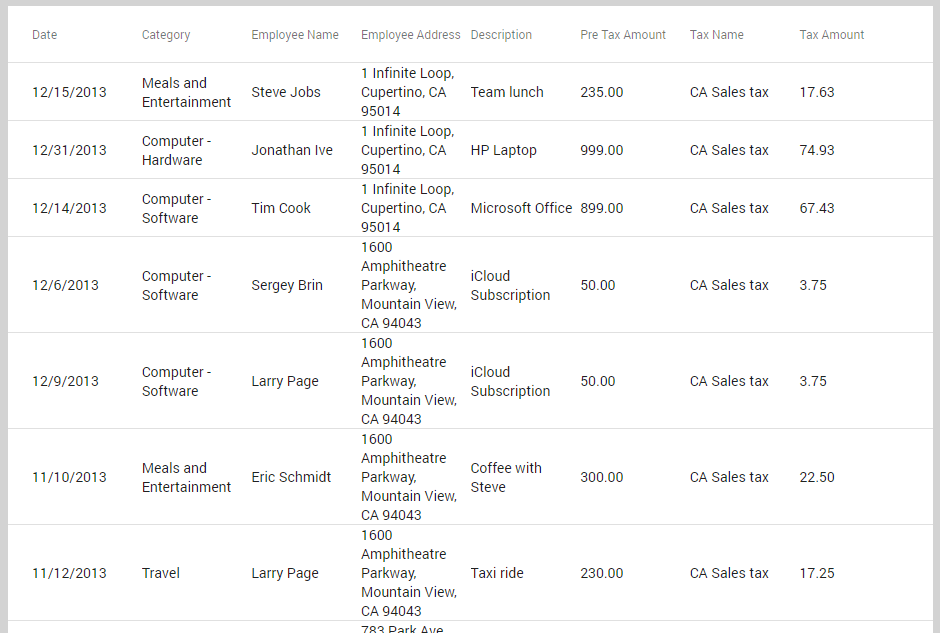 Date Category Employee Name Employee Address Description Pre Tax Amount Tax Name Tax Amount
12/15/2013 Meals and Entertainment Steve Jobs 1 Infinite Loop, Cupertino, CA 95014 Team lunch 235.00 CA Sales tax 17.63
12/31/2013 Computer - Hardware Jonathan Ive 1 Infinite Loop, Cupertino, CA 95014 HP Laptop 999.00 CA Sales tax 74.93
12/14/2013 Computer - Software Tim Cook 1 Infinite Loop, Cupertino, CA 95014 Microsoft Office 899.00 CA Sales tax 67.43
12/6/2013 Computer - Software Sergey Brin 1600 Amphitheatre Parkway, Mountain View, CA 94043 iCloud Subscription 50.00 CA Sales tax 3.75
12/9/2013 Computer - Software Larry Page 1600 Amphitheatre Parkway, Mountain View, CA 94043 iCloud Subscription 50.00 CA Sales tax 3.75
11/10/2013 Meals and Entertainment Eric Schmidt 1600 Amphitheatre Parkway, Mountain View, CA 94043 Coffee with Steve 300.00 CA Sales tax 22.50
11/12/2013 Travel Larry Page 1600 Amphitheatre Parkway, Mountain View, CA 94043 Taxi ride 230.00 CA Sales tax 17.25
783 Park Ave